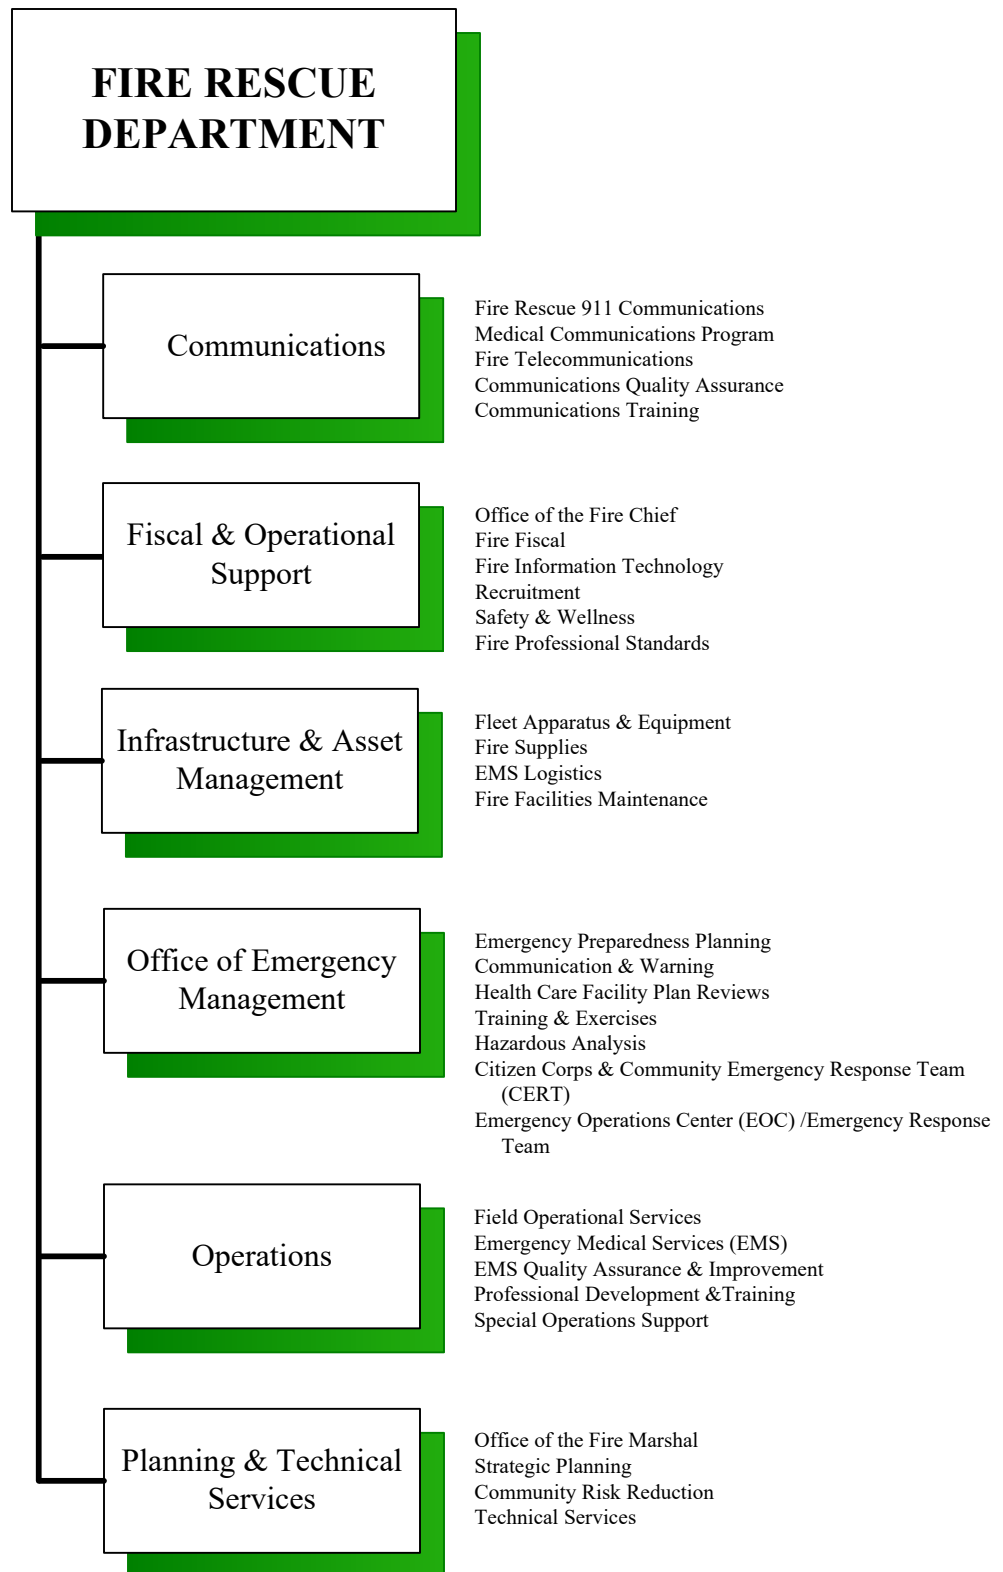 FIRE RESCUE
DEPARTMENT
Communications
Fire Rescue 911 Communications
Medical Communications Program
Fire Telecommunications
Communications Quality Assurance
Communications Training
Fiscal & Operational
Support
Office of the Fire Chief
Fire Fiscal
Fire Information Technology
Recruitment
Safety & Wellness
Fire Professional Standards
Infrastructure & Asset
Management
Fleet Apparatus & Equipment
Fire Supplies
EMS Logistics
Fire Facilities Maintenance
Office of Emergency
Management
Emergency Preparedness Planning
Communication & Warning
Health Care Facility Plan Reviews
Training & Exercises
Hazardous Analysis
Citizen Corps & Community Emergency Response Team
(CERT)
Emergency Operations Center (EOC) /Emergency Response
Team
Operations
Field Operational Services
Emergency Medical Services (EMS)
EMS Quality Assurance & Improvement
Professional Development &Training
Special Operations Support
Planning & Technical
Services
Office of the Fire Marshal
Strategic Planning
Community Risk Reduction
Technical Services